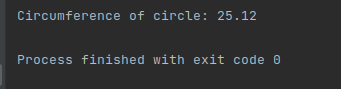 Circumference of circle: 25.12
Process finished with exit code 0